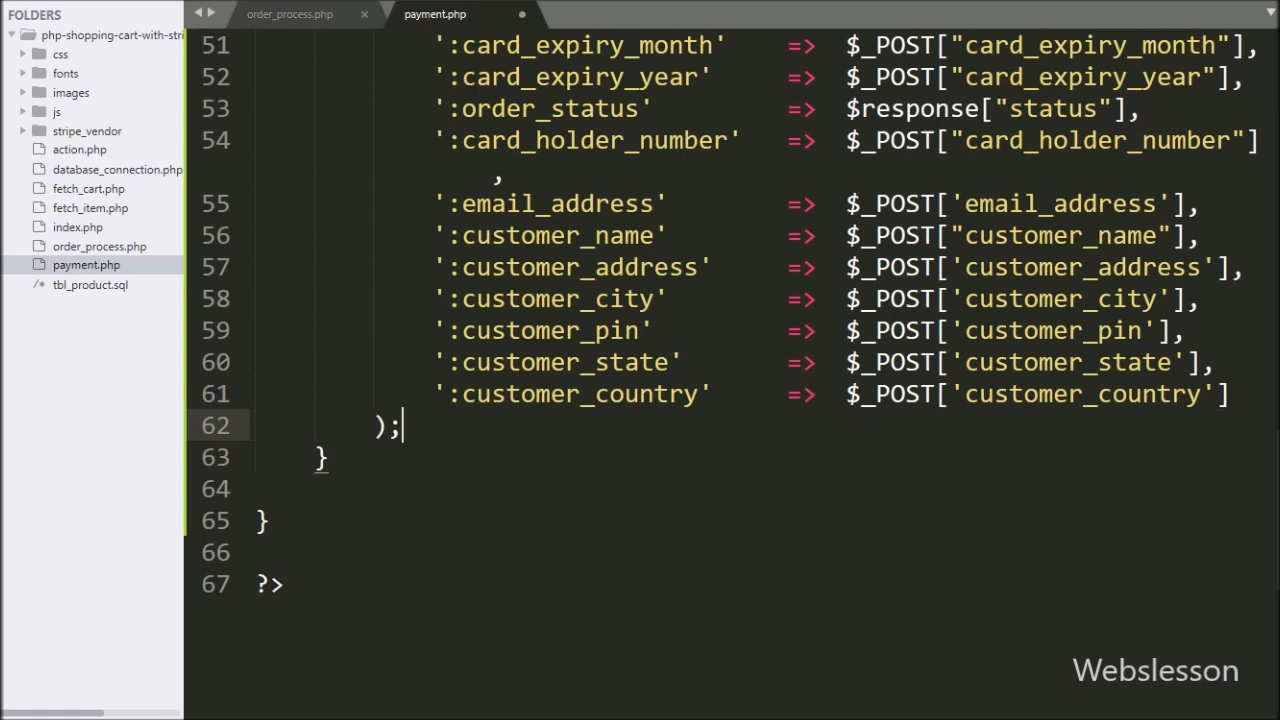 FOLDERS
php-shopping-cart-with-stri
css
fonts
images
js
stripe_vendor
action.php
database_connection.php
fetch_cart.php
fetch_item.php
index.php
order_process.php
payment.php
/* tbl_product.sql
order_process.php × payment.php
51 ':card_expiry_month' => $_POST["card_expiry_month"],
52 ':card_expiry_year' => $_POST["card_expiry_year"],
53 ':order_status' => $response["status"],
54 ':card_holder_number' => $_POST["card_holder_number"]
,
55 ':email_address' => $_POST['email_address'],
56 ':customer_name' => $_POST["customer_name"],
57 ':customer_address' => $_POST['customer_address'],
58 ':customer_city' => $_POST['customer_city'],
59 ':customer_pin' => $_POST['customer_pin'],
60 ':customer_state' => $_POST['customer_state'],
61 ':customer_country' => $_POST['customer_country']
62 );
63 }
64
65 }
66
67 ?>
Webslesson